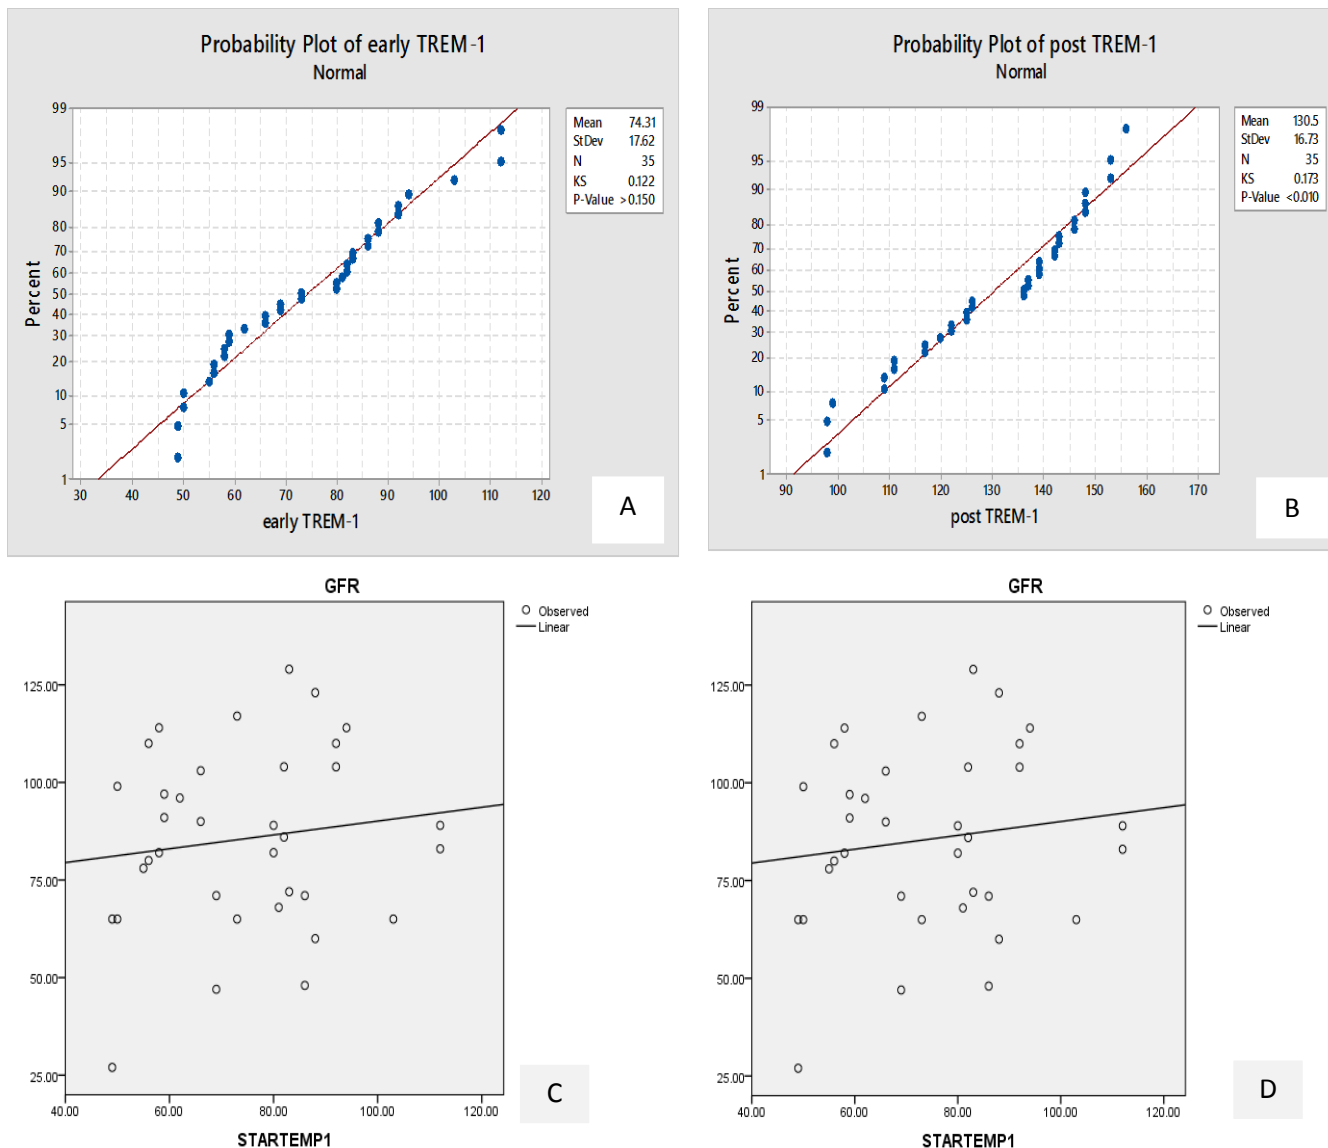 Probability Plot of early TREM-1
Normal
99
95
90
80
70
60
50
40
30
20
10
5
1
Percent
30 40 50 60 70 80 90 100 110 120
early TREM-1
Mean 74.31
StDev 17.62
N 35
KS 0.122
P-Value >0.150
A
Probability Plot of post TREM-1
Normal
99
95
90
80
70
60
50
40
30
20
10
5
1
Percent
90 100 110 120 130 140 150 160 170
post TREM-1
Mean 130.5
StDev 16.73
N 35
KS 0.173
P-Value <0.010
B
GFR
Observed
Linear
125.00
100.00
75.00
50.00
25.00
40.00 60.00 80.00 100.00 120.00
STARTEMP1
C
GFR
Observed
Linear
125.00
100.00
75.00
50.00
25.00
40.00 60.00 80.00 100.00 120.00
STARTEMP1
D